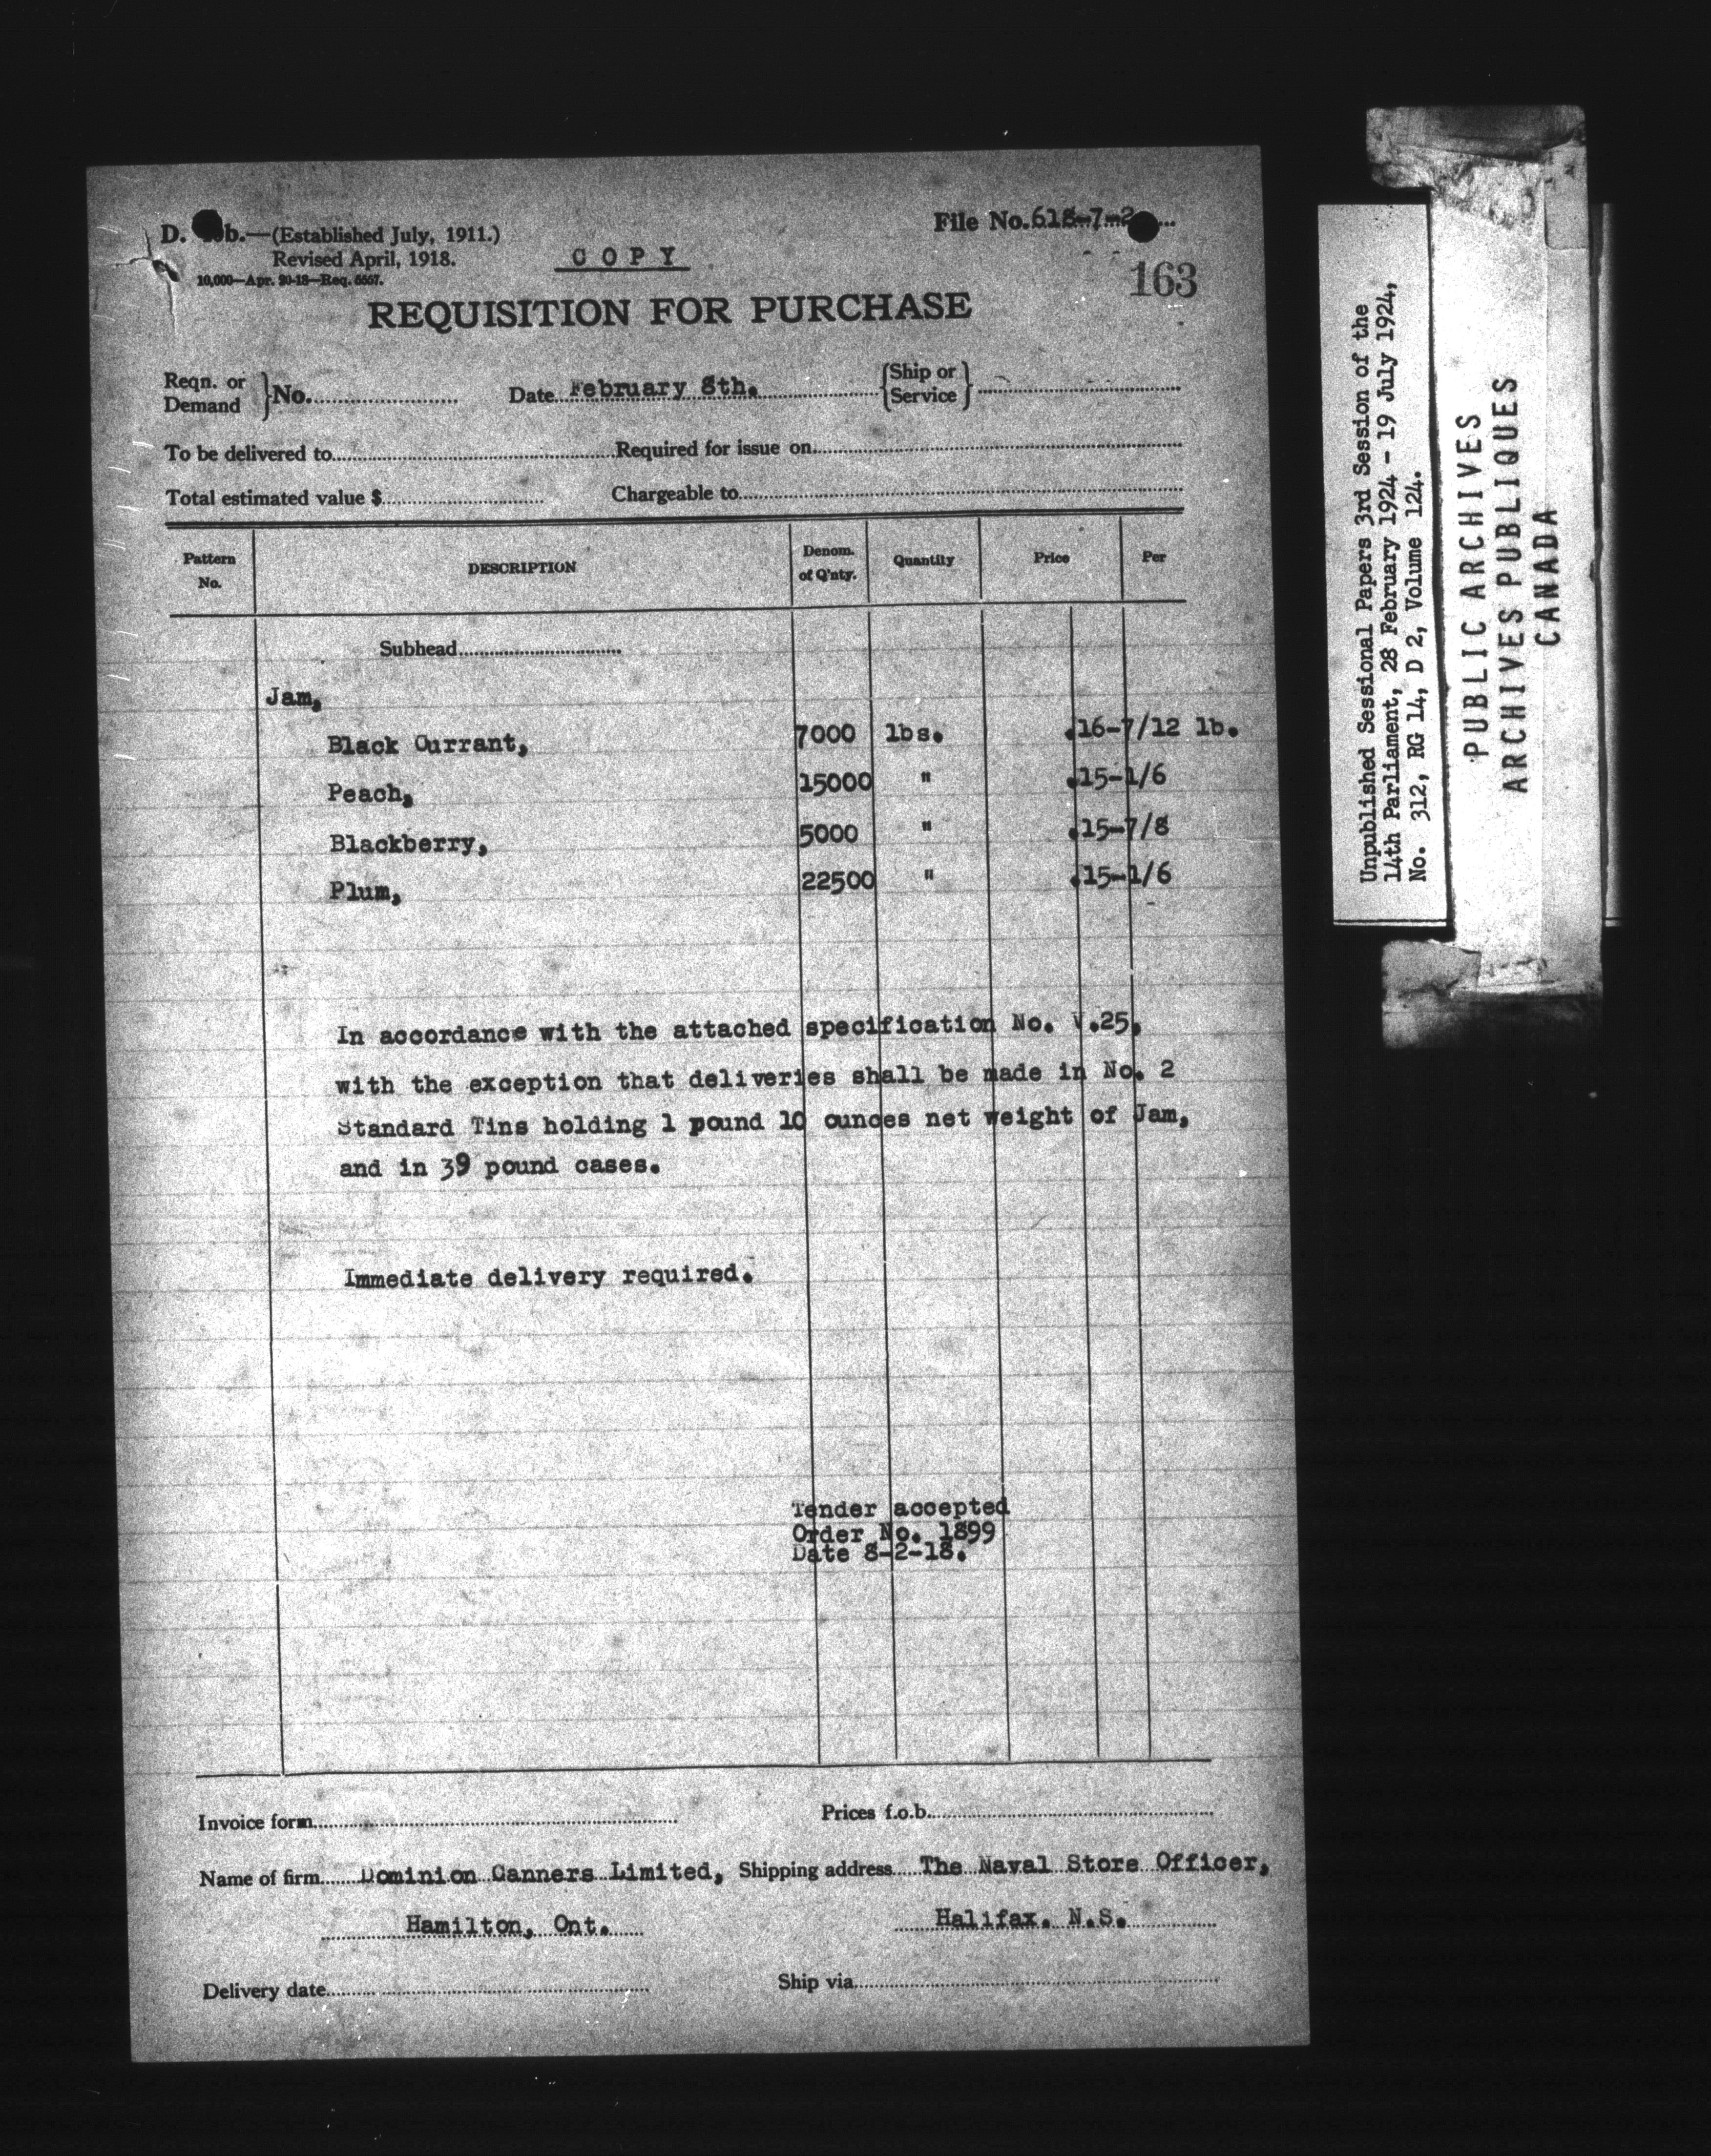 D. b.—(Established July, 1911.)
Revised April, 1918.
10,000—Apr. 20-18—Req. 5557.
COPY
File No. 618-7-2
163
REQUISITION FOR PURCHASE
Reqn. or Demand } No. Date February 8th. { Ship or Service }
To be delivered to Required for issue on
Total estimated value $ Chargeable to
Pattern No. DESCRIPTION Denom. of Q'nty. Quantity Price Per
Subhead
Jam,
Black Currant, 7000 lbs. .16-7/12 lb.
Peach, 15000 " .15-1/6
Blackberry, 5000 " .15-7/8
Plum, 22500 " .15-1/6
In accordance with the attached specification No. V.25,
with the exception that deliveries shall be made in No. 2
Standard Tins holding 1 pound 10 ounces net weight of Jam,
and in 39 pound cases.
Immediate delivery required.
Tender accepted
Order No. 1899
Date 8-2-18.
Invoice form Prices f.o.b.
Name of firm Dominion Canners Limited, Shipping address The Naval Store Officer,
Hamilton, Ont. Halifax. N.S.
Delivery date Ship via
Unpublished Sessional Papers 3rd Session of the
14th Parliament, 28 February 1924 - 19 July 1924,
No. 312, RG 14, D 2, Volume 124.
PUBLIC ARCHIVES
ARCHIVES PUBLIQUES
CANADA